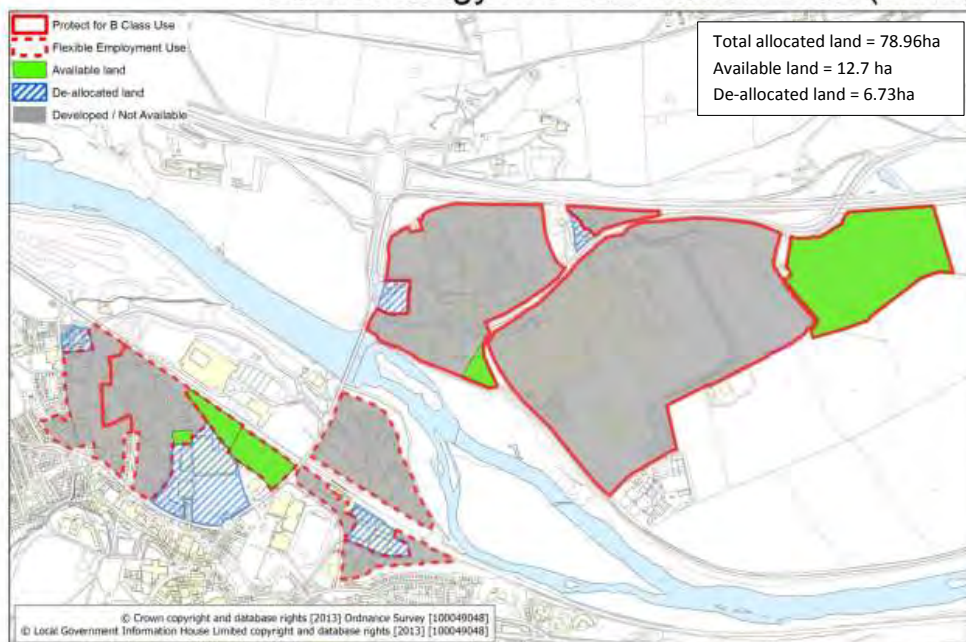 Protect for B Class Use
Flexible Employment Use
Available land
De-allocated land
Developed / Not Available
Total allocated land = 78.96ha
Available land = 12.7 ha
De-allocated land = 6.73ha
© Crown copyright and database rights [2013] Ordnance Survey [100049048]
© Local Government Information House Limited copyright and database rights [2013] [100049048]